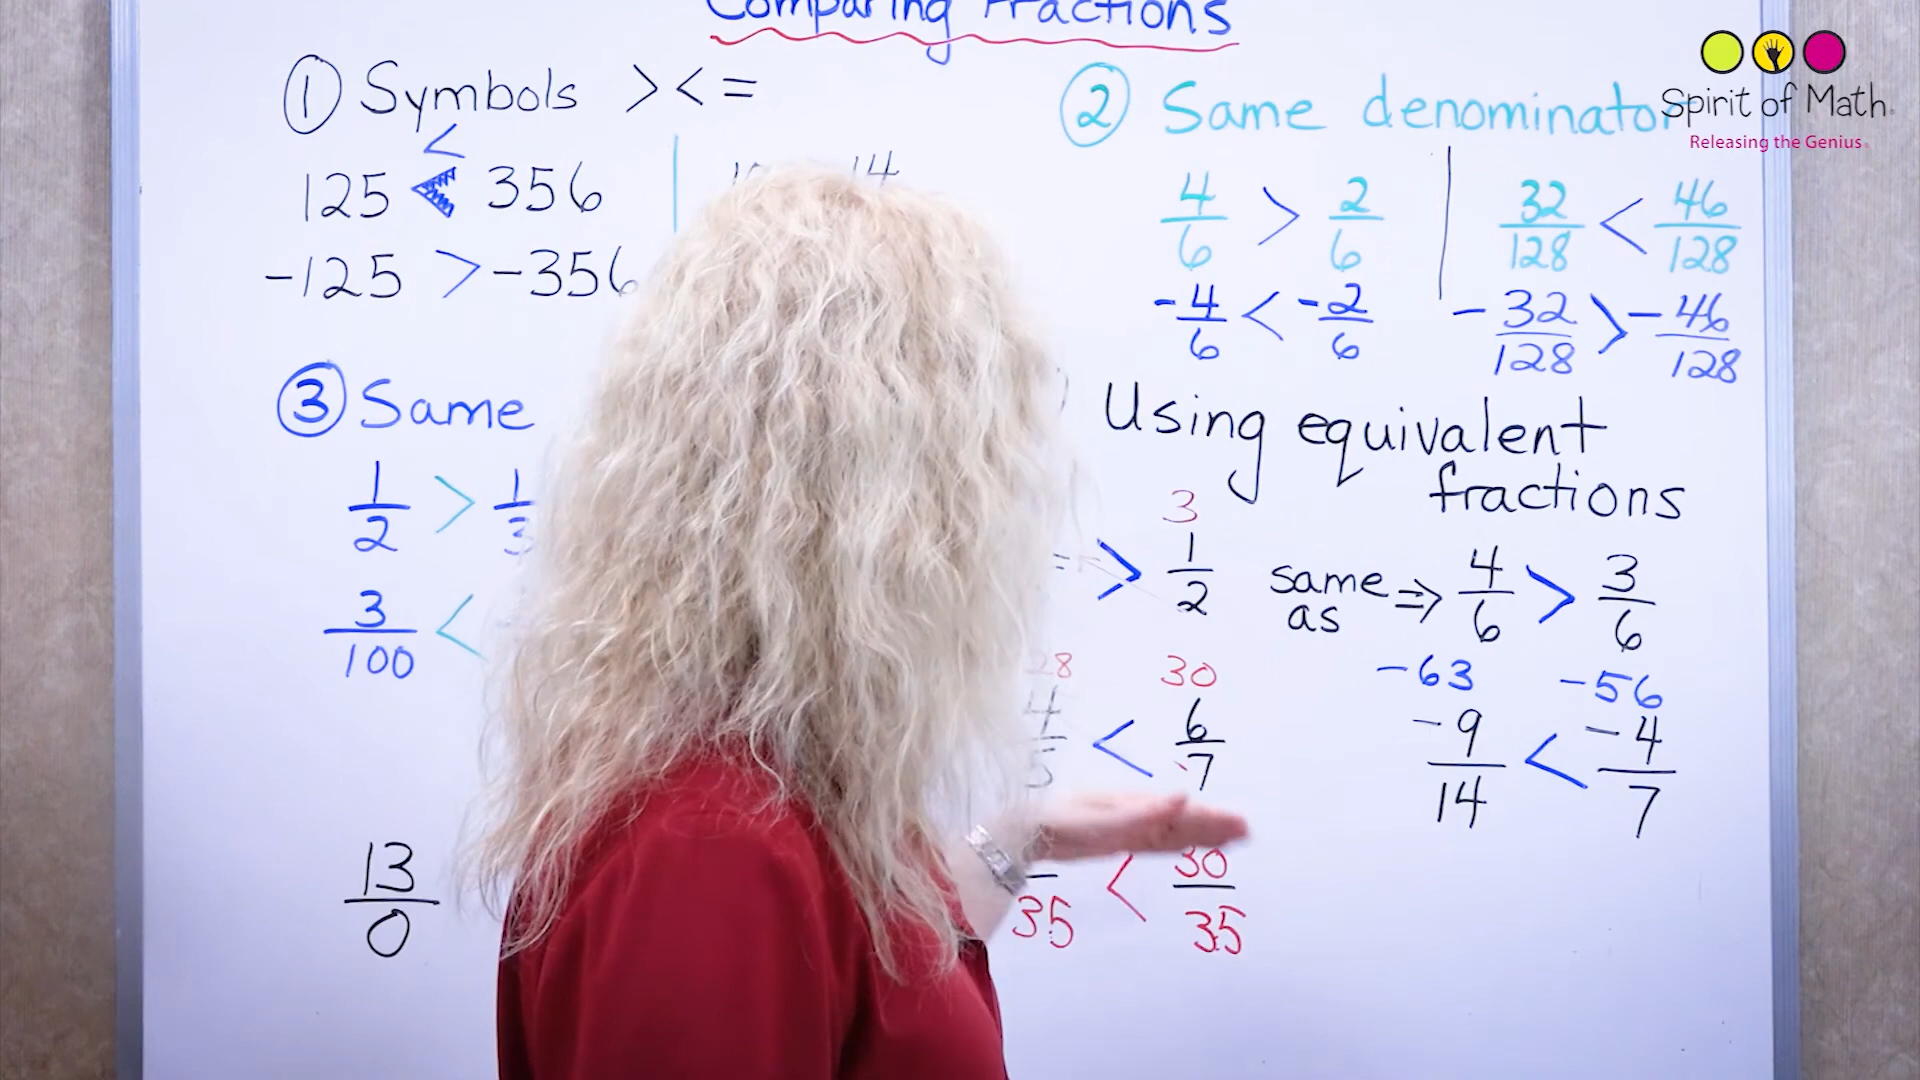 Comparing Fractions
① Symbols > < =
<
125 < 356
-125 > -356
14
② Same denominator
4/6 > 2/6
32/128 < 46/128
-4/6 < -2/6
-32/128 > -46/128
③ Same
1/2 > 1/3
3/100 <
13/0
Using equivalent
fractions
3
> 1/2
same as ⇒ 4/6 > 3/6
28 30
4/5 < 6/7
35 < 30/35
-63 -56
-9/14 < -4/7
Spirit of Math
Releasing the Genius